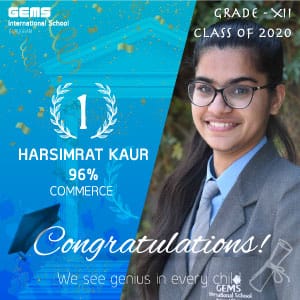 GEMS
International School
GRADE - XII
CLASS OF 2020
1
HARSIMRAT KAUR
96%
COMMERCE
Congratulations!
We see genius in every child
GEMS
International School